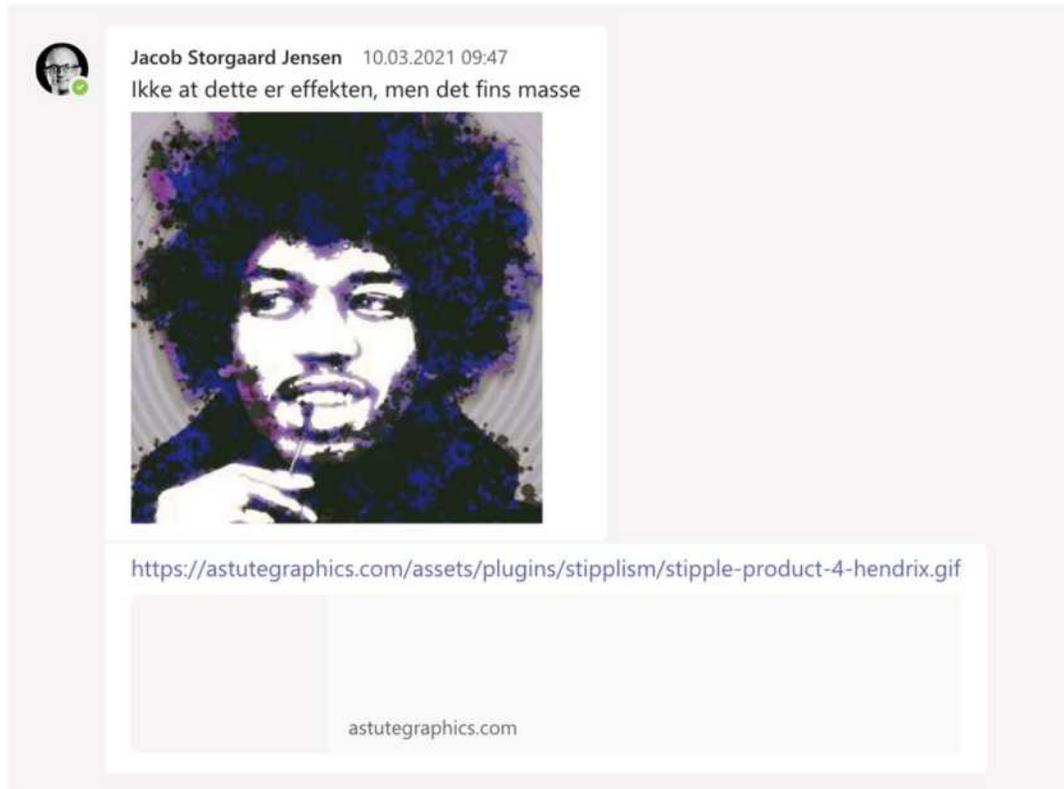 Jacob Storgaard Jensen 10.03.2021 09:47
Ikke at dette er effekten, men det fins masse
https://astutegraphics.com/assets/plugins/stipplism/stipple-product-4-hendrix.gif
astutegraphics.com